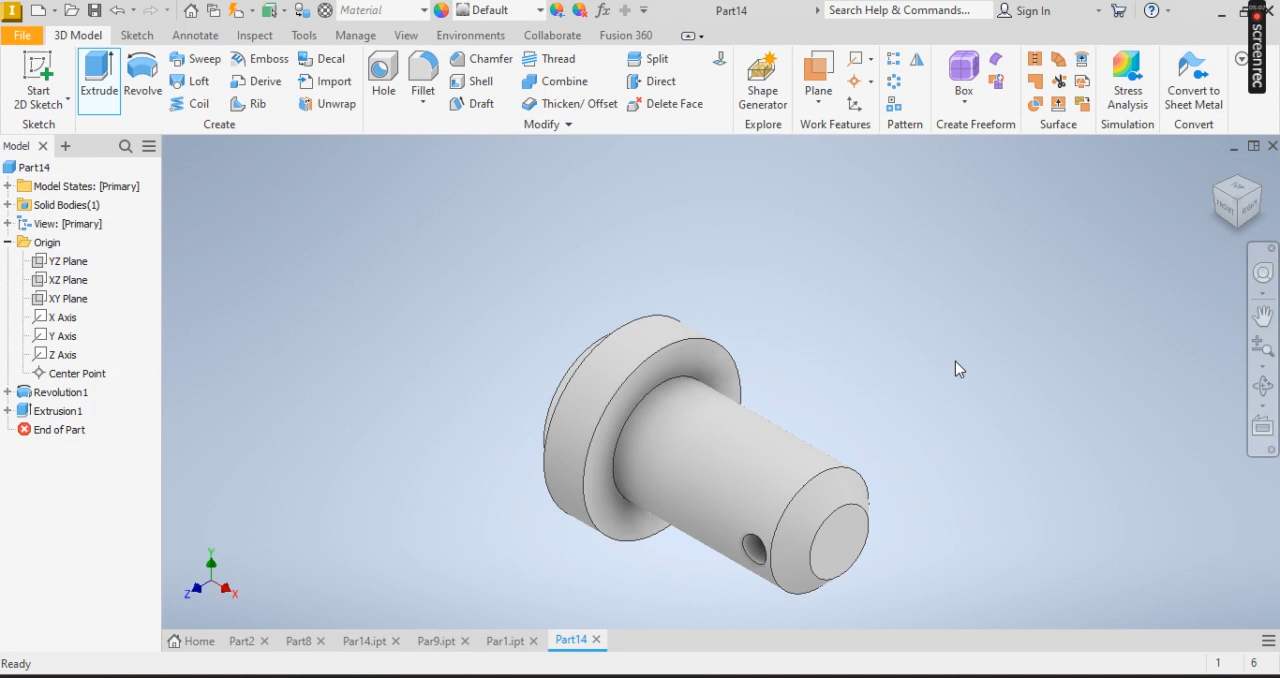 Material
Default
Part14
Search Help & Commands...
Sign In
File
3D Model
Sketch
Annotate
Inspect
Tools
Manage
View
Environments
Collaborate
Fusion 360
Start
2D Sketch
Extrude
Revolve
Sweep
Emboss
Decal
Loft
Derive
Import
Coil
Rib
Unwrap
Hole
Fillet
Chamfer
Thread
Split
Shell
Combine
Direct
Draft
Thicken/ Offset
Delete Face
Shape
Generator
Plane
Box
Stress
Analysis
Convert to
Sheet Metal
Sketch
Create
Modify
Explore
Work Features
Pattern
Create Freeform
Surface
Simulation
Convert
screen rec
Model
Part14
Model States: [Primary]
Solid Bodies(1)
View: [Primary]
Origin
YZ Plane
XZ Plane
XY Plane
X Axis
Y Axis
Z Axis
Center Point
Revolution1
Extrusion1
End of Part
FRONT
RIGHT
Y
Z
X
Home
Part2
Part8
Par14.ipt
Par9.ipt
Par1.ipt
Part14
Ready
1
6